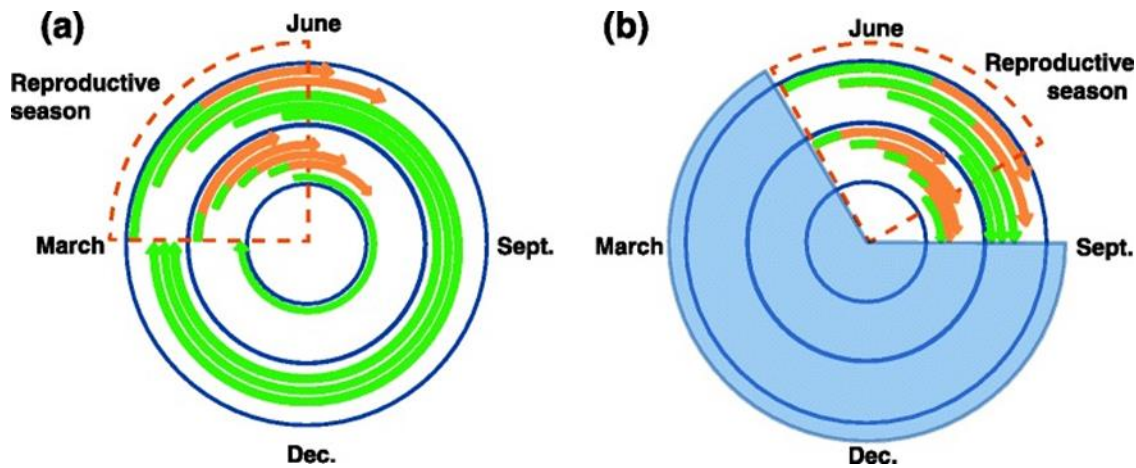 (a)
June
Reproductive
season
March
Sept.
Dec.
(b)
June
Reproductive
season
March
Sept.
Dec.